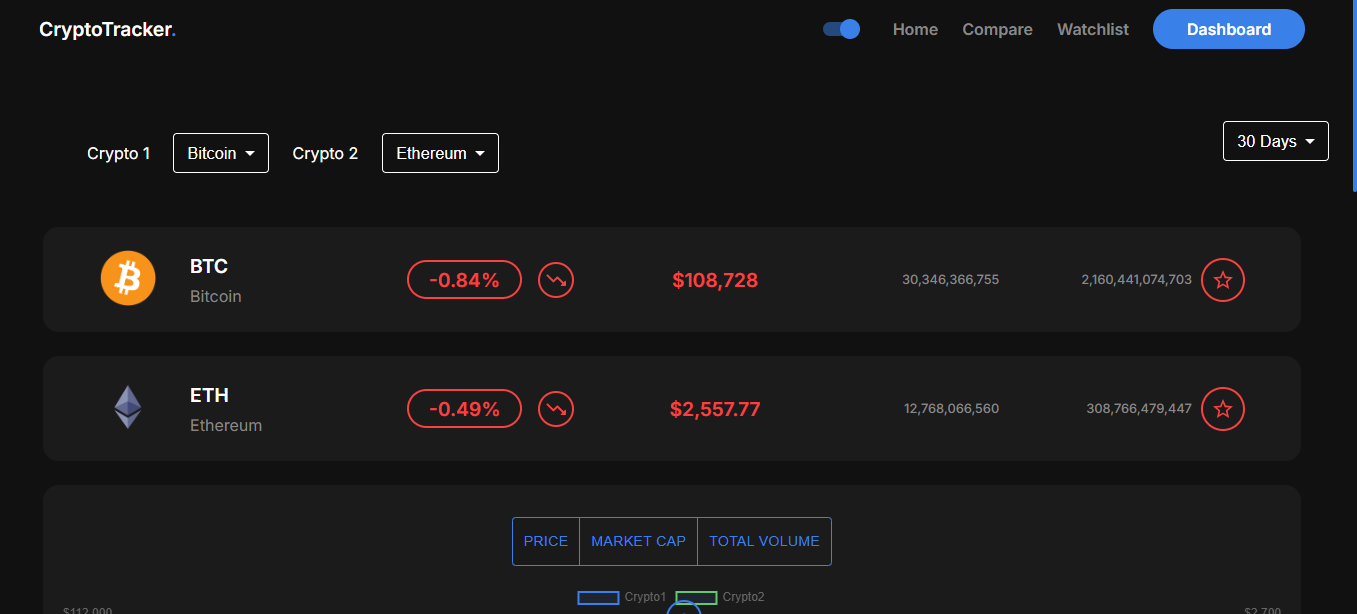 CryptoTracker.
Home Compare Watchlist Dashboard
Crypto 1 Bitcoin Crypto 2 Ethereum 30 Days
BTC
Bitcoin
-0.84% $108,728 30,346,366,755 2,160,441,074,703
ETH
Ethereum
-0.49% $2,557.77 12,768,066,560 308,766,479,447
PRICE MARKET CAP TOTAL VOLUME
Crypto1 Crypto2
$112,000 $2,700